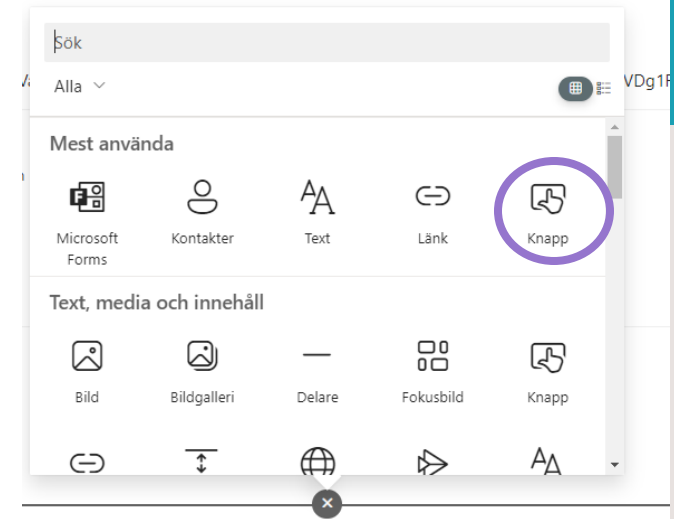 Sök
Alla
VDg1F
Mest använda
Microsoft Forms
Kontakter
Text
Länk
Knapp
Text, media och innehåll
Bild
Bildgalleri
Delare
Fokusbild
Knapp